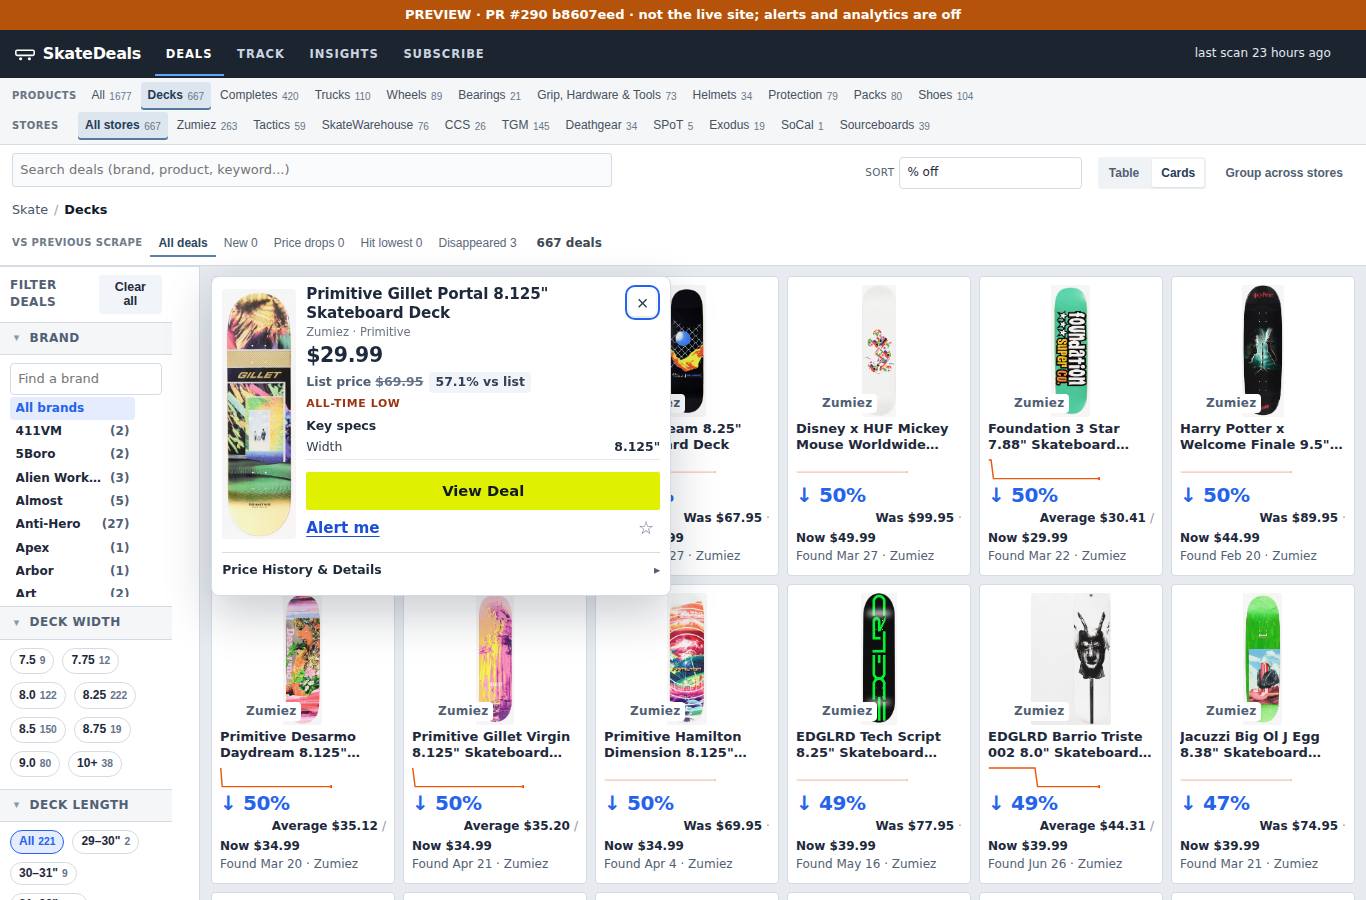 PREVIEW · PR #290 b8607eed · not the live site; alerts and analytics are off
SkateDeals DEALS TRACK INSIGHTS SUBSCRIBE last scan 23 hours ago
PRODUCTS All 1677 Decks 667 Completes 420 Trucks 110 Wheels 89 Bearings 21 Grip, Hardware & Tools 73 Helmets 34 Protection 79 Packs 80 Shoes 104
STORES All stores 667 Zumiez 263 Tactics 59 SkateWarehouse 76 CCS 26 TGM 145 Deathgear 34 SPoT 5 Exodus 19 SoCal 1 Sourceboards 39
Search deals (brand, product, keyword...) SORT % off Table Cards Group across stores
Skate / Decks
VS PREVIOUS SCRAPE All deals New 0 Price drops 0 Hit lowest 0 Disappeared 3 667 deals
FILTER DEALS
Clear all
▾ BRAND
Find a brand
All brands
411VM (2)
5Boro (2)
Alien Work... (3)
Almost (5)
Anti-Hero (27)
Apex (1)
Arbor (1)
Art (2)
▾ DECK WIDTH
7.5 9 7.75 12
8.0 122 8.25 222
8.5 150 8.75 19
9.0 80 10+ 38
▾ DECK LENGTH
All 221 29–30" 2
30–31" 9
GILLET
Primitive Gillet Portal 8.125"
Skateboard Deck
×
Zumiez · Primitive
$29.99
List price $69.95 57.1% vs list
ALL-TIME LOW
Key specs
Width 8.125"
View Deal
Alert me ☆
Price History & Details ▸
8.25"
Deck
Was $67.95 ·
27 · Zumiez
Zumiez
Disney x HUF Mickey
Mouse Worldwide…
↓ 50%
Was $99.95 ·
Now $49.99
Found Mar 27 · Zumiez
foundation
SUPER CO.
Zumiez
Foundation 3 Star
7.88" Skateboard…
↓ 50%
Average $30.41 /
Now $29.99
Found Mar 22 · Zumiez
Zumiez
Harry Potter x
Welcome Finale 9.5"…
↓ 50%
Was $89.95 ·
Now $44.99
Found Feb 20 · Zumiez
Zumiez
Primitive Desarmo
Daydream 8.125"…
↓ 50%
Average $35.12 /
Now $34.99
Found Mar 20 · Zumiez
Zumiez
Primitive Gillet Virgin
8.125" Skateboard…
↓ 50%
Average $35.20 /
Now $34.99
Found Apr 21 · Zumiez
Zumiez
Primitive Hamilton
Dimension 8.125"…
↓ 50%
Was $69.95 ·
Now $34.99
Found Apr 4 · Zumiez
EDGLRD
Zumiez
EDGLRD Tech Script
8.25" Skateboard…
↓ 49%
Was $77.95 ·
Now $39.99
Found May 16 · Zumiez
Zumiez
EDGLRD Barrio Triste
002 8.0" Skateboard…
↓ 49%
Average $44.31 /
Now $39.99
Found Jun 26 · Zumiez
Zumiez
Jacuzzi Big Ol J Egg
8.38" Skateboard…
↓ 47%
Was $74.95 ·
Now $39.99
Found Mar 21 · Zumiez